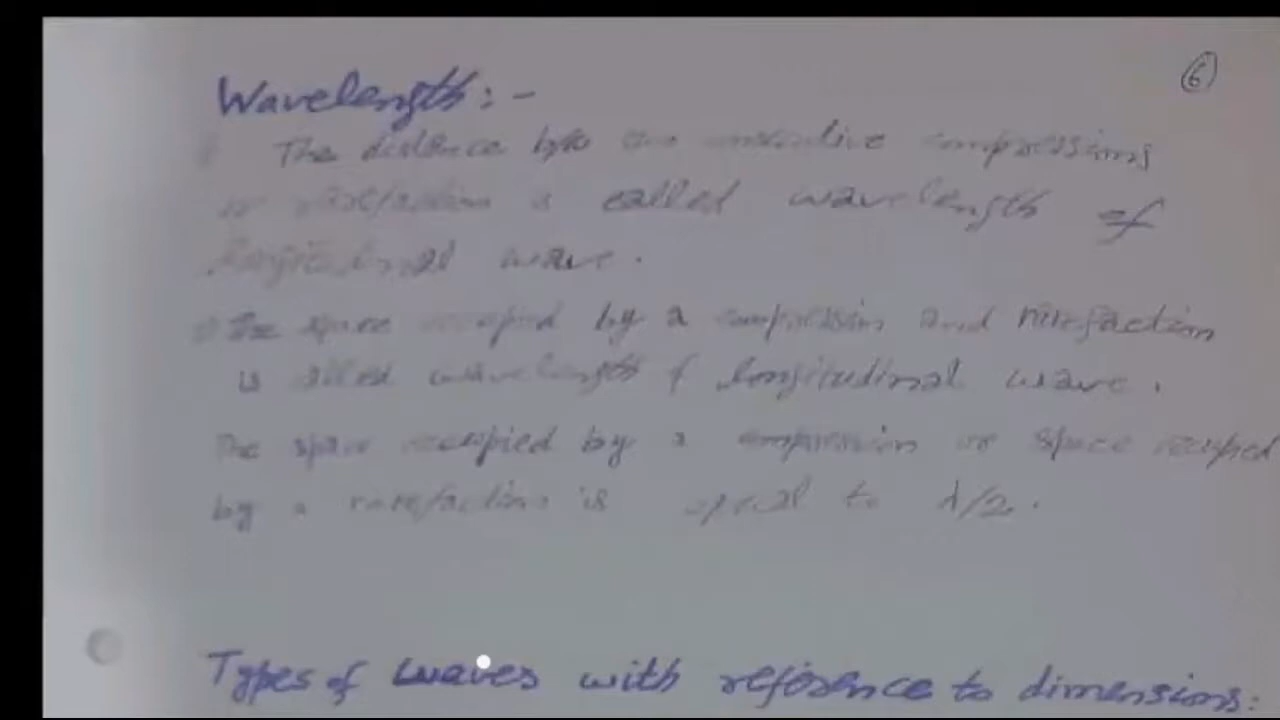 6
Wavelength:-
The distance b/w two consecutive compressions
or rarefaction is called wavelength of
longitudinal wave.
The space occupied by a compression and rarefaction
is called wavelength of longitudinal wave.
The space occupied by a compression or space occupied
by a rarefaction is equal to λ/2.
Types of waves with reference to dimensions: